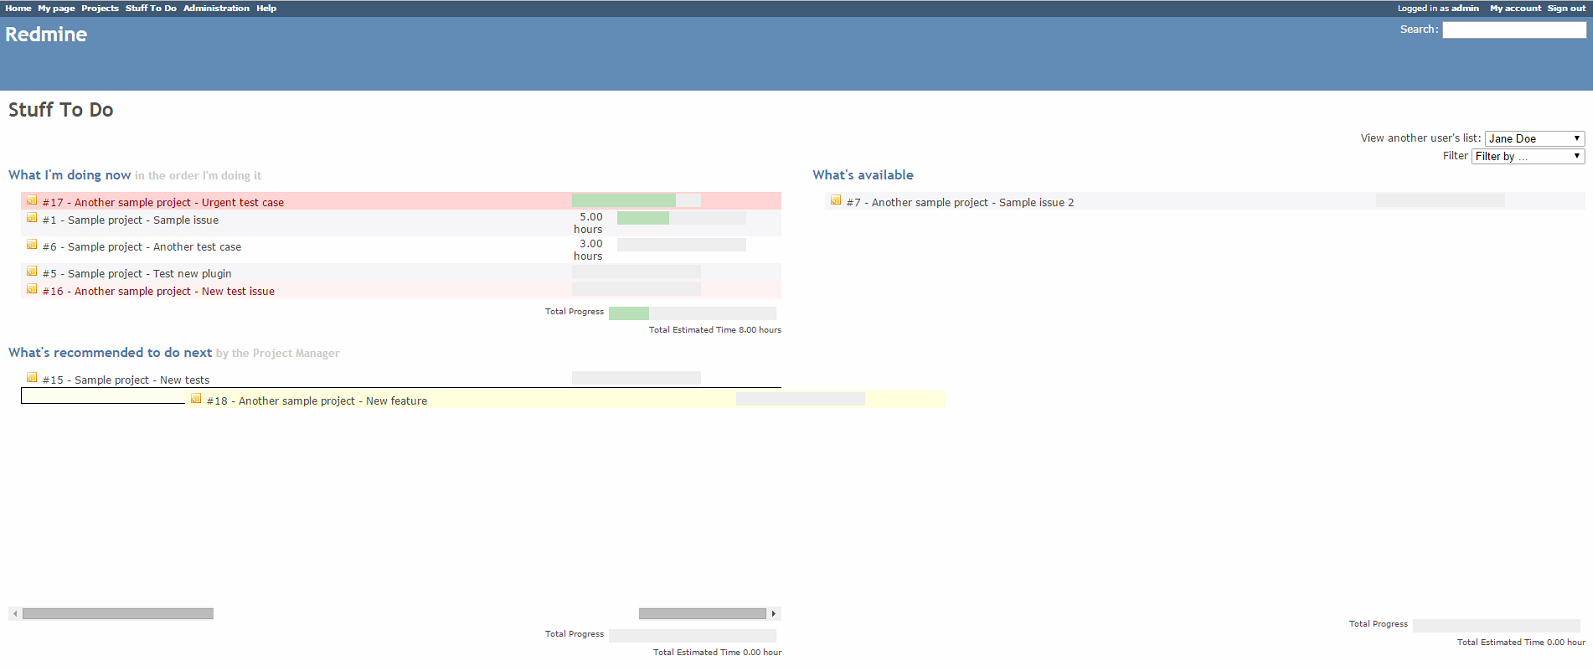 Home My page Projects Stuff To Do Administration Help
Logged in as admin My account Sign out
Redmine
Search:
Stuff To Do
View another user's list: Jane Doe
Filter Filter by ...
What I'm doing now in the order I'm doing it
#17 - Another sample project - Urgent test case
#1 - Sample project - Sample issue 5.00
hours
#6 - Sample project - Another test case 3.00
hours
#5 - Sample project - Test new plugin
#16 - Another sample project - New test issue
Total Progress
Total Estimated Time 8.00 hours
What's recommended to do next by the Project Manager
#15 - Sample project - New tests
#18 - Another sample project - New feature
Total Progress
Total Estimated Time 0.00 hour
What's available
#7 - Another sample project - Sample issue 2
Total Progress
Total Estimated Time 0.00 hour